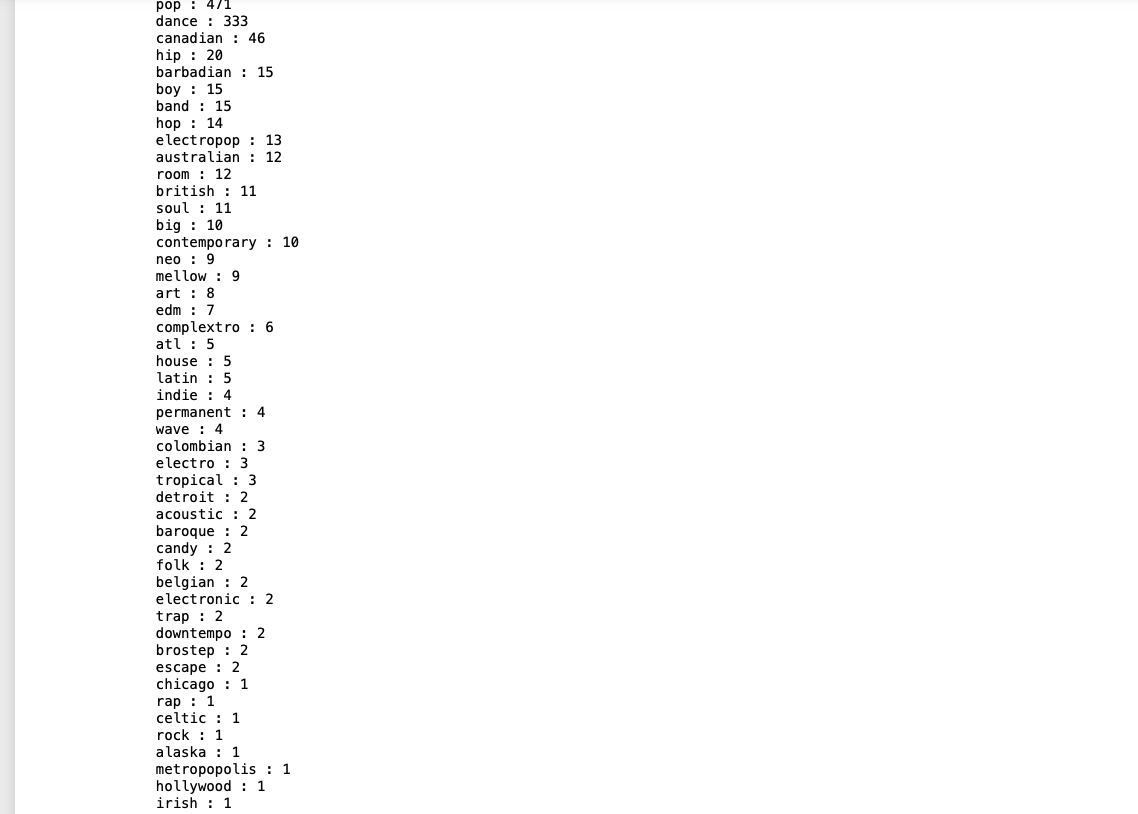 pop : 471
dance : 333
canadian : 46
hip : 20
barbadian : 15
boy : 15
band : 15
hop : 14
electropop : 13
australian : 12
room : 12
british : 11
soul : 11
big : 10
contemporary : 10
neo : 9
mellow : 9
art : 8
edm : 7
complextro : 6
atl : 5
house : 5
latin : 5
indie : 4
permanent : 4
wave : 4
colombian : 3
electro : 3
tropical : 3
detroit : 2
acoustic : 2
baroque : 2
candy : 2
folk : 2
belgian : 2
electronic : 2
trap : 2
downtempo : 2
brostep : 2
escape : 2
chicago : 1
rap : 1
celtic : 1
rock : 1
alaska : 1
metropopolis : 1
hollywood : 1
irish : 1